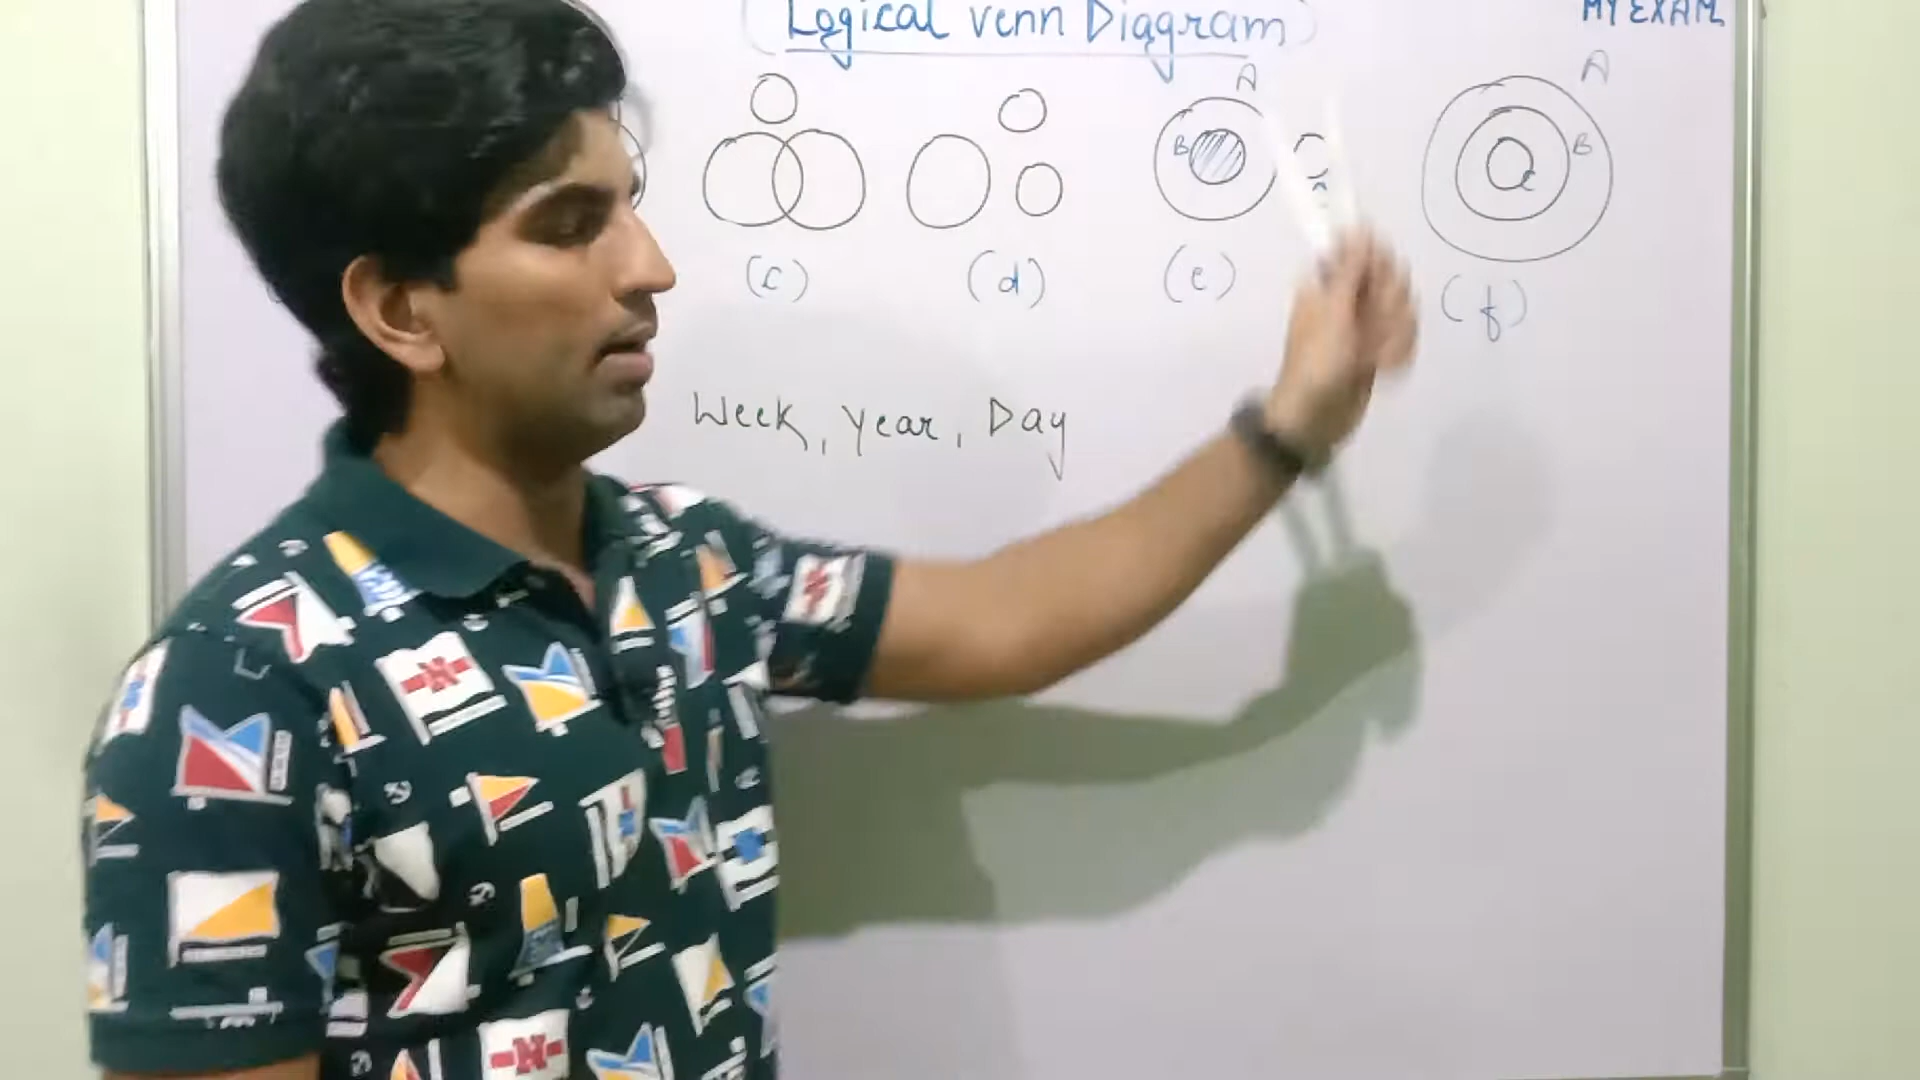 Logical Venn Diagram
MY EXAM
A
A
B
B
C
(c)
(d)
(e)
(f)
Week, Year, Day